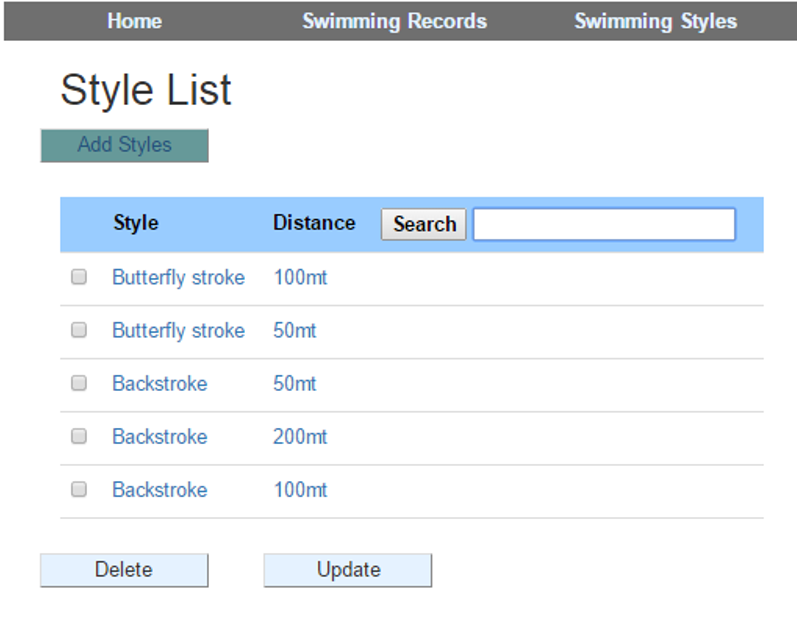 Home Swimming Records Swimming Styles
Style List
Add Styles
Style Distance Search
Butterfly stroke 100mt
Butterfly stroke 50mt
Backstroke 50mt
Backstroke 200mt
Backstroke 100mt
Delete Update